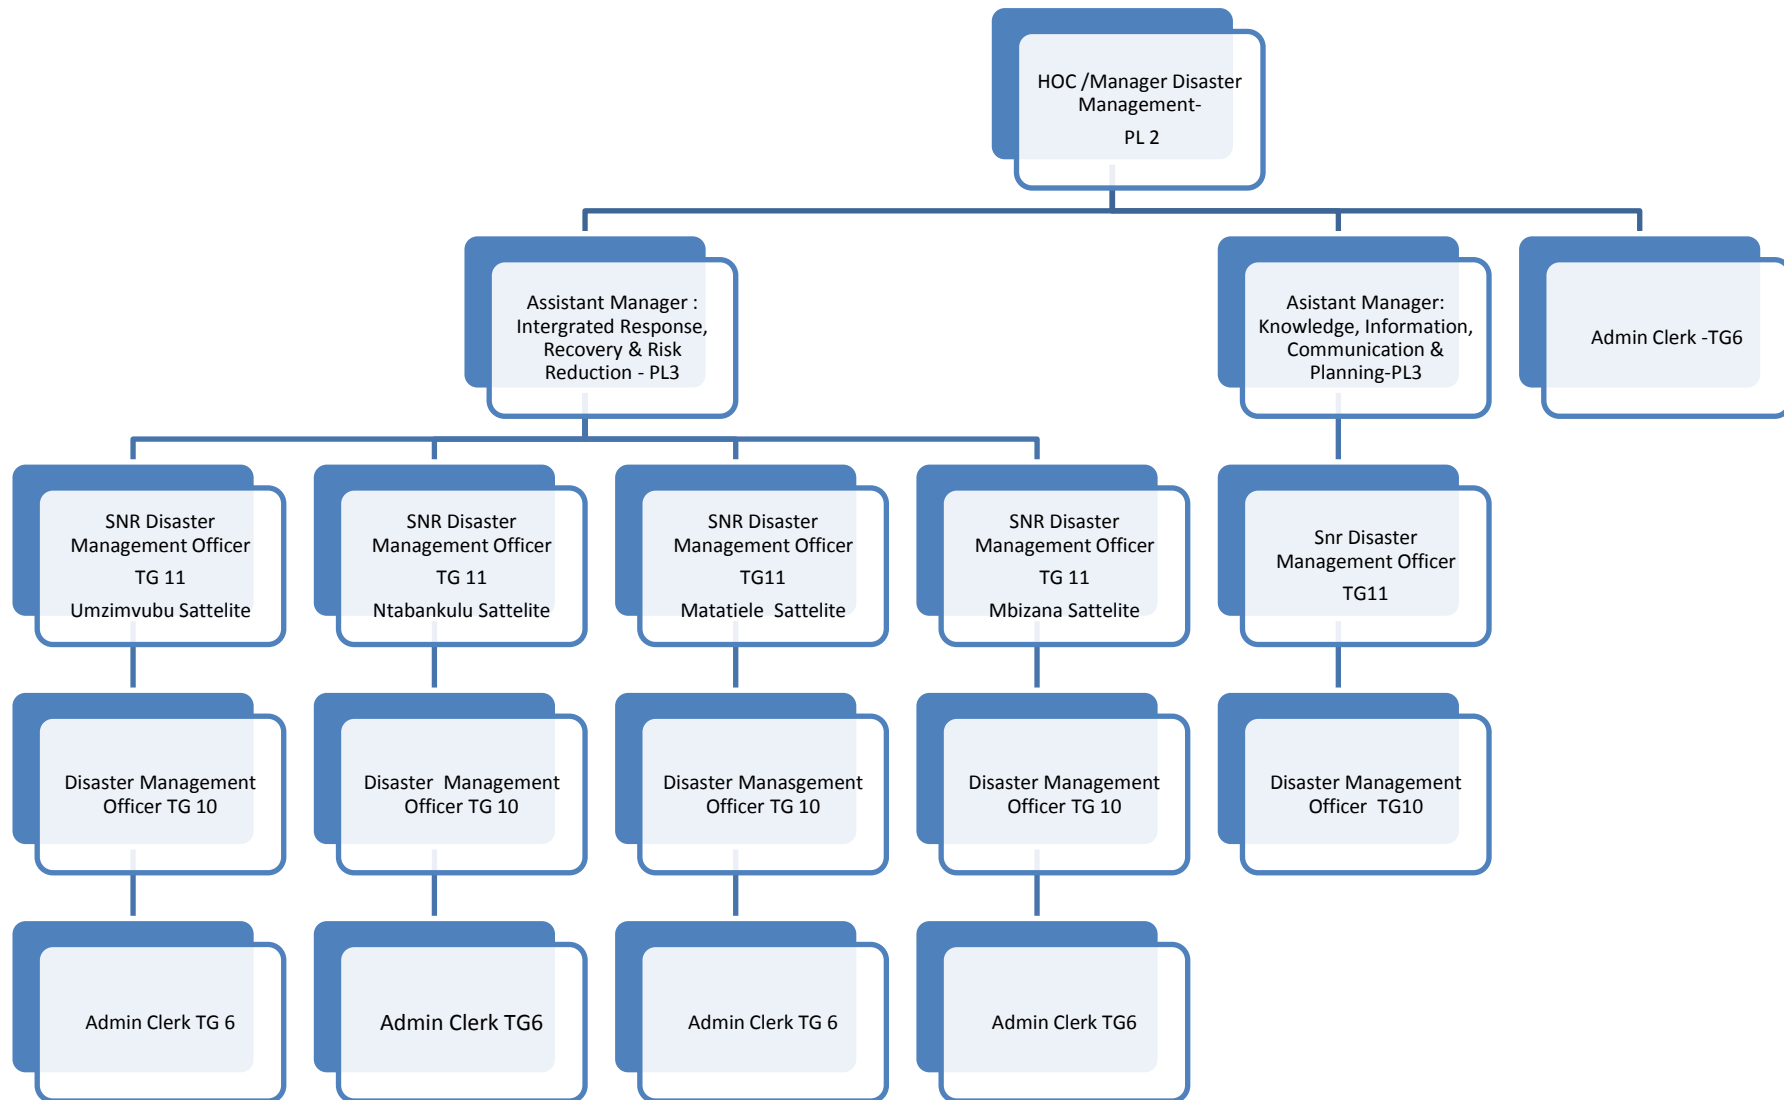 HOC /Manager Disaster
Management-
PL 2
Assistant Manager :
Intergrated Response,
Recovery & Risk
Reduction - PL3
Asistant Manager:
Knowledge, Information,
Communication &
Planning-PL3
Admin Clerk -TG6
SNR Disaster
Management Officer
TG 11
Umzimvubu Sattelite
SNR Disaster
Management Officer
TG 11
Ntabankulu Sattelite
SNR Disaster
Management Officer
TG11
Matatiele  Sattelite
SNR Disaster
Management Officer
TG 11
Mbizana Sattelite
Snr Disaster
Management Officer
TG11
Disaster Management
Officer TG 10
Disaster  Management
Officer TG 10
Disaster Manasgement
Officer TG 10
Disaster Management
Officer TG 10
Disaster Management
Officer  TG10
Admin Clerk TG 6
Admin Clerk TG6
Admin Clerk TG 6
Admin Clerk TG6